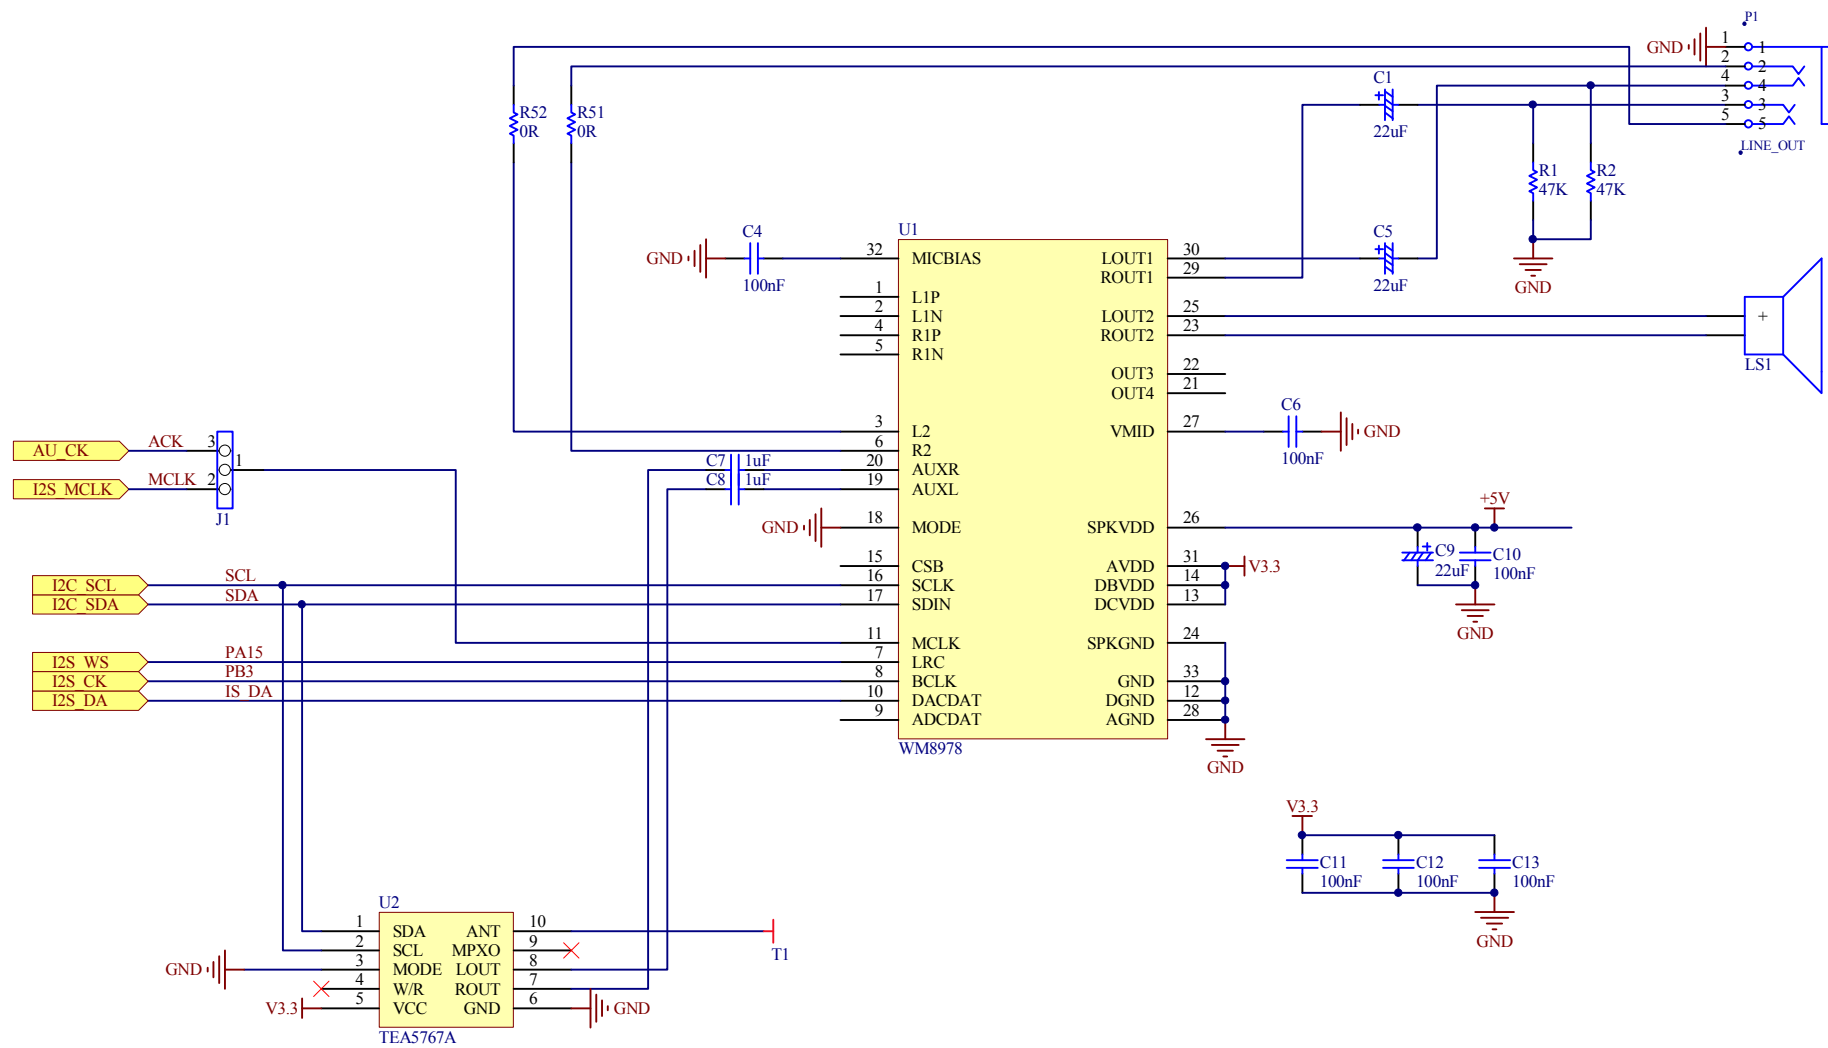 P1
GND
1
1
2
2
4
4
3
3
5
5
LINE_OUT
C1
22uF
R52
0R
R51
0R
R1
47K
R2
47K
GND
C4
GND
100nF
C5
22uF
U1
32 MICBIAS LOUT1 30
ROUT1 29
1 L1P
2 L1N LOUT2 25
4 R1P ROUT2 23
5 R1N
OUT3 22
OUT4 21
3 L2 VMID 27
6 R2
20 AUXR
19 AUXL
18 MODE SPKVDD 26
15 CSB AVDD 31
16 SCLK DBVDD 14
17 SDIN DCVDD 13
11 MCLK SPKGND 24
7 LRC
8 BCLK GND 33
10 DACDAT DGND 12
9 ADCDAT AGND 28
WM8978
+
LS1
C6
GND
100nF
AU_CK ACK 3
1
I2S_MCLK MCLK 2
J1
C7 1uF
C8 1uF
GND
+5V
C9
22uF
C10
100nF
GND
V3.3
I2C_SCL SCL
I2C_SDA SDA
I2S_WS PA15
I2S_CK PB3
I2S_DA IS_DA
GND
V3.3
C11
100nF
C12
100nF
C13
100nF
GND
U2
1 SDA ANT 10
2 SCL MPXO 9
T1
GND 3 MODE LOUT 8
4 W/R ROUT 7
V3.3 5 VCC GND 6 GND
TEA5767A